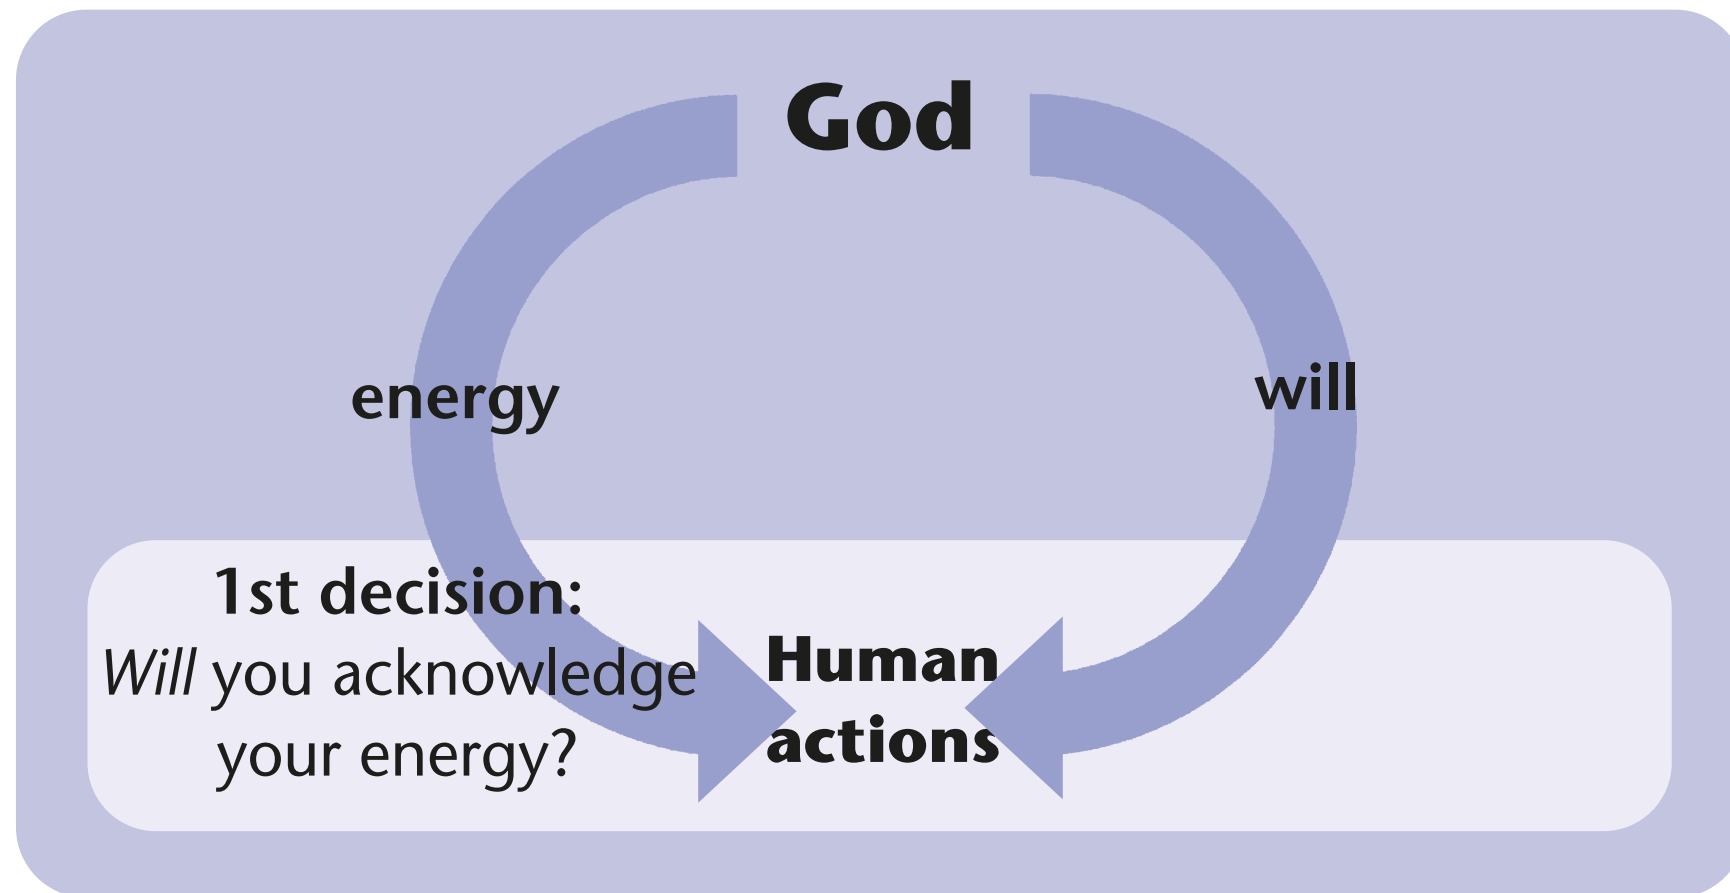 God
energy
will
1st decision:
Will you acknowledge
your energy?
Human
actions